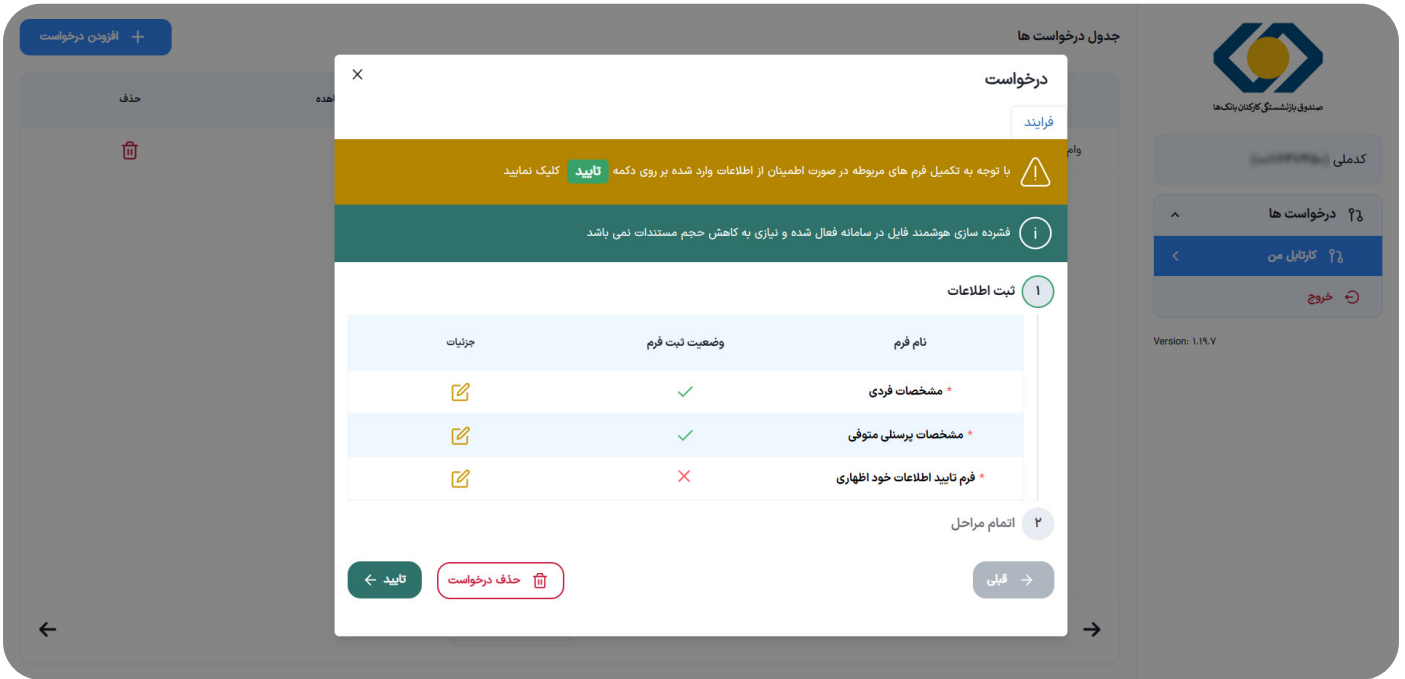 صندوق بازنشستگی کارکنان بانک‌ها
کدملی
درخواست ها
کارتابل من
خروج
Version: ۱.۱۹.۷
جدول درخواست ها
افزودن درخواست
حذف
وام
درخواست
فرایند
با توجه به تکمیل فرم های مربوطه در صورت اطمینان از اطلاعات وارد شده بر روی دکمه تایید کلیک نمایید
فشرده سازی هوشمند فایل در سامانه فعال شده و نیازی به کاهش حجم مستندات نمی باشد
۱ ثبت اطلاعات
نام فرم وضعیت ثبت فرم جزئیات
* مشخصات فردی
* مشخصات پرسنلی متوفی
* فرم تایید اطلاعات خود اظهاری
۲ اتمام مراحل
قبلی
حذف درخواست
تایید